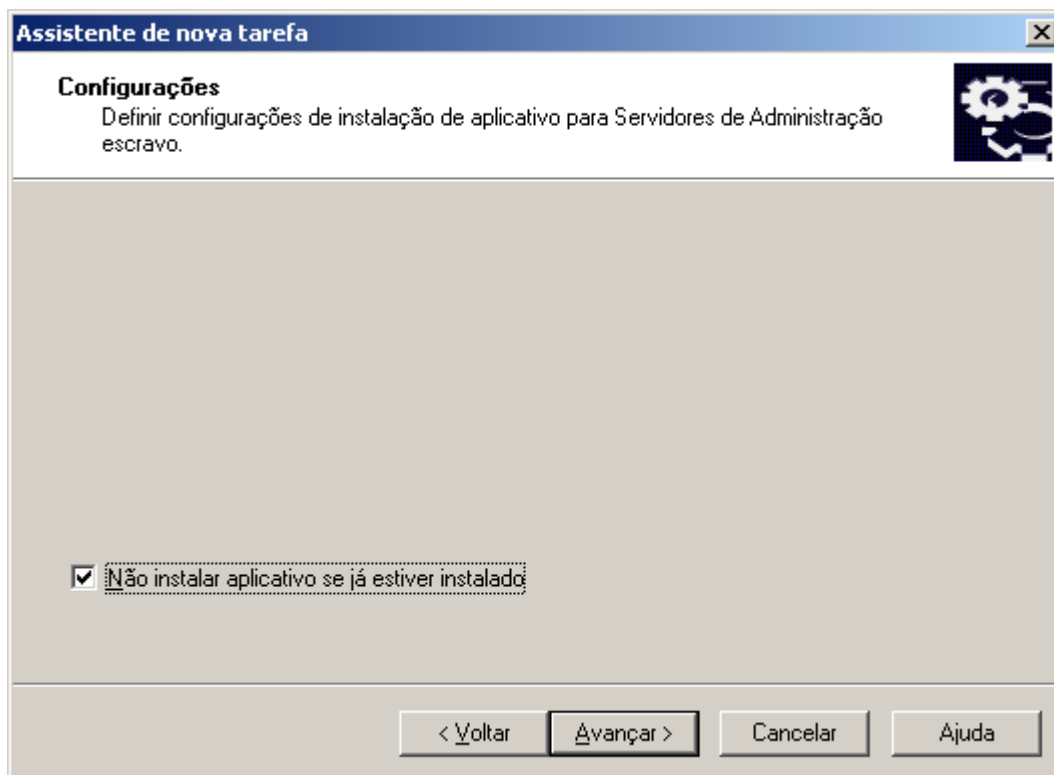 Assistente de nova tarefa
Configurações
Definir configurações de instalação de aplicativo para Servidores de Administração
escravo.
Não instalar aplicativo se já estiver instalado
< Voltar
Avançar >
Cancelar
Ajuda